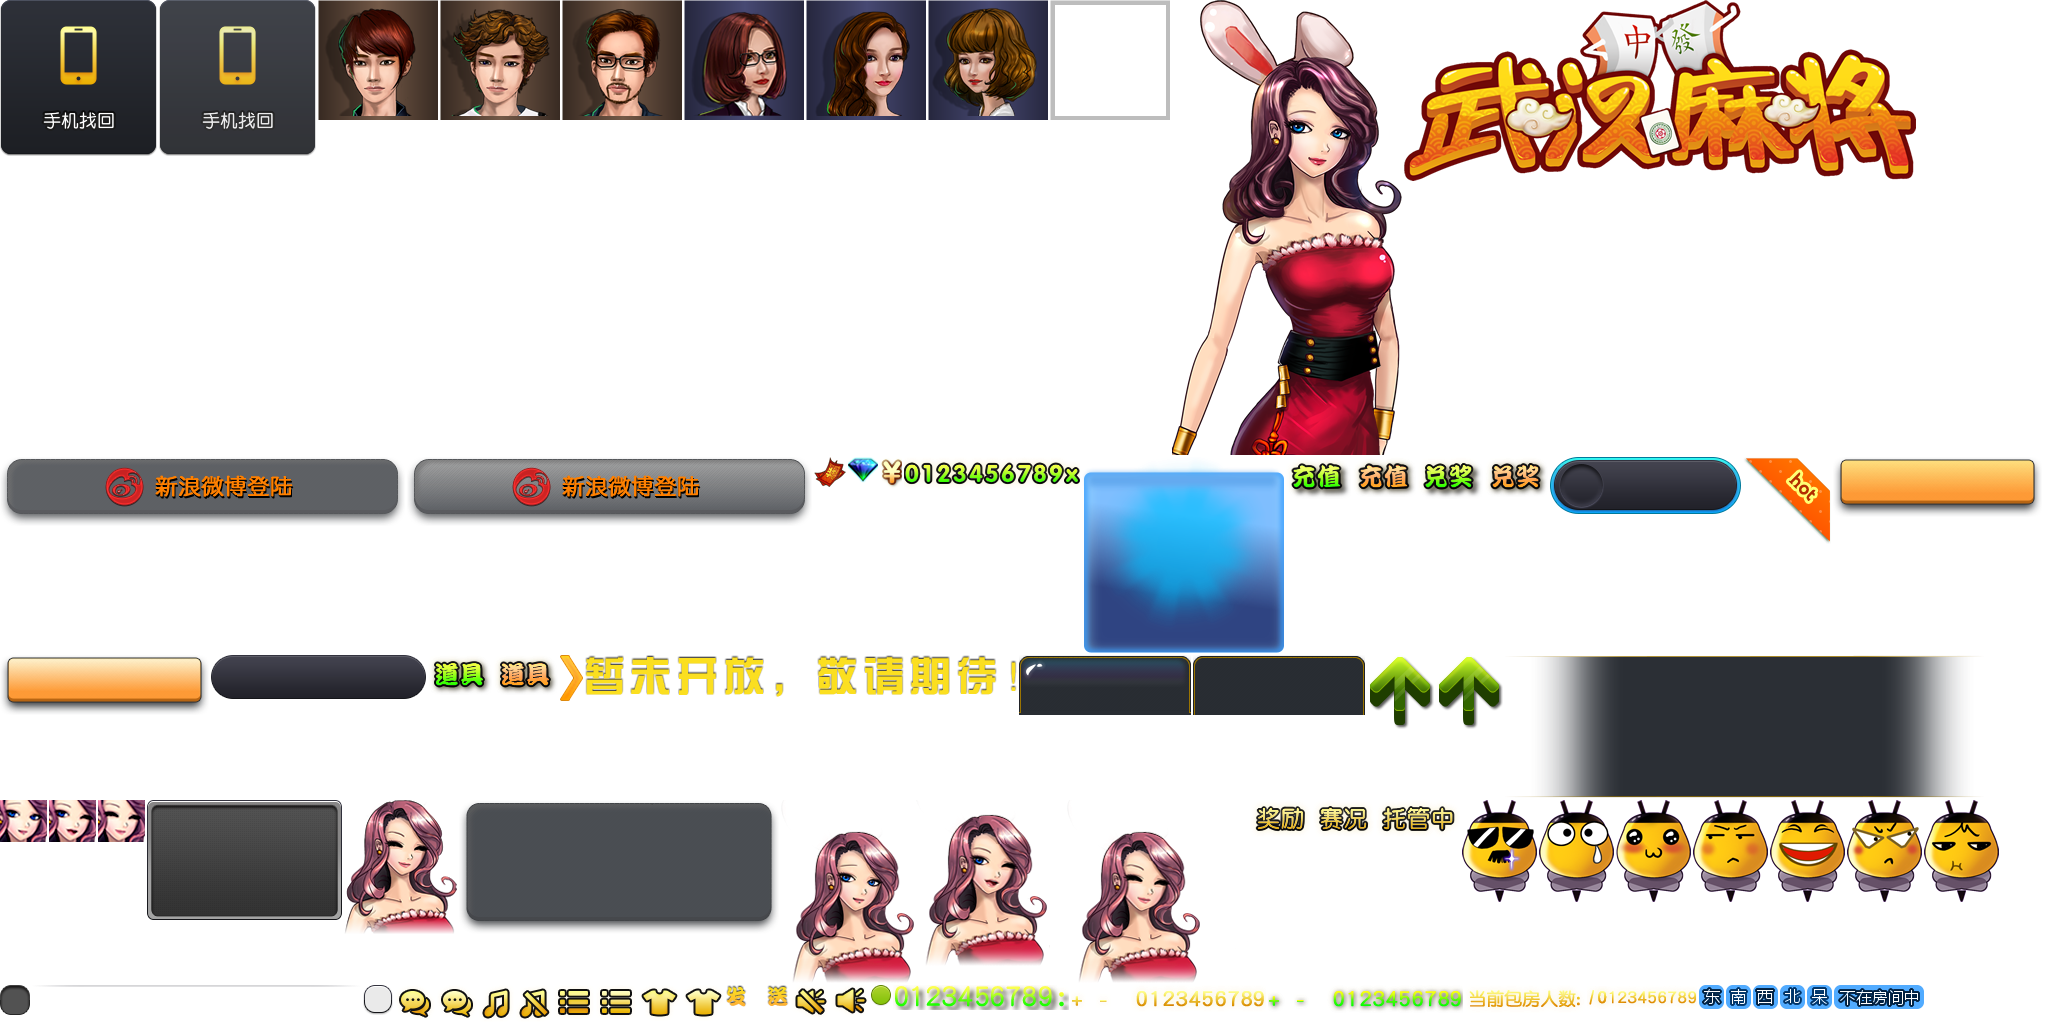 中 發
武汉麻将
手机找回
手机找回
新浪微博登陆
新浪微博登陆
¥0123456789x
充值
充值
兑奖
兑奖
hot
道具
道具
暂未开放，敬请期待！
奖励
赛况
托管中
发 送
0123456789:
+ - 0123456789
+ - 0123456789
当前包房人数:
/0123456789
东
南
西
北
呆
不在房间中